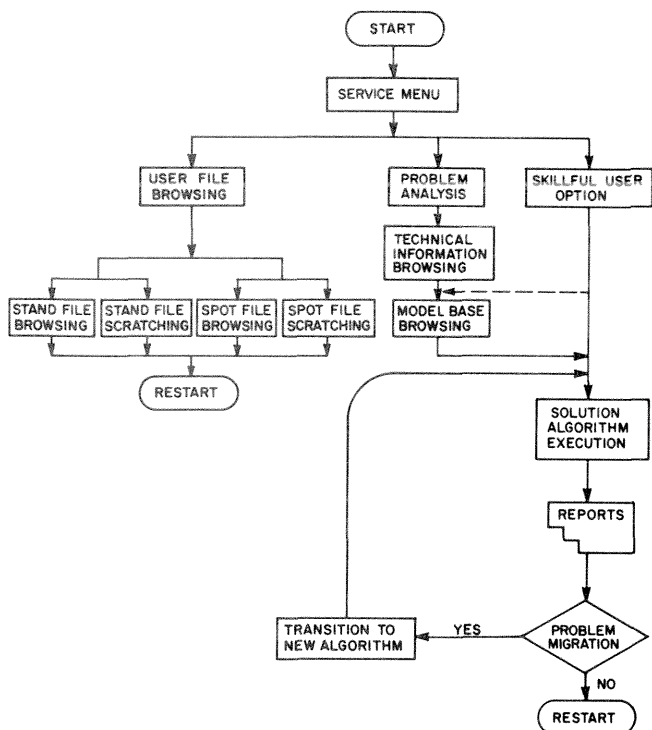 START
SERVICE MENU
USER FILE
BROWSING
PROBLEM
ANALYSIS
SKILLFUL USER
OPTION
TECHNICAL
INFORMATION
BROWSING
STAND FILE
BROWSING
STAND FILE
SCRATCHING
SPOT FILE
BROWSING
SPOT FILE
SCRATCHING
MODEL BASE
BROWSING
RESTART
SOLUTION
ALGORITHM
EXECUTION
REPORTS
TRANSITION TO
NEW ALGORITHM
YES
PROBLEM
MIGRATION
NO
RESTART